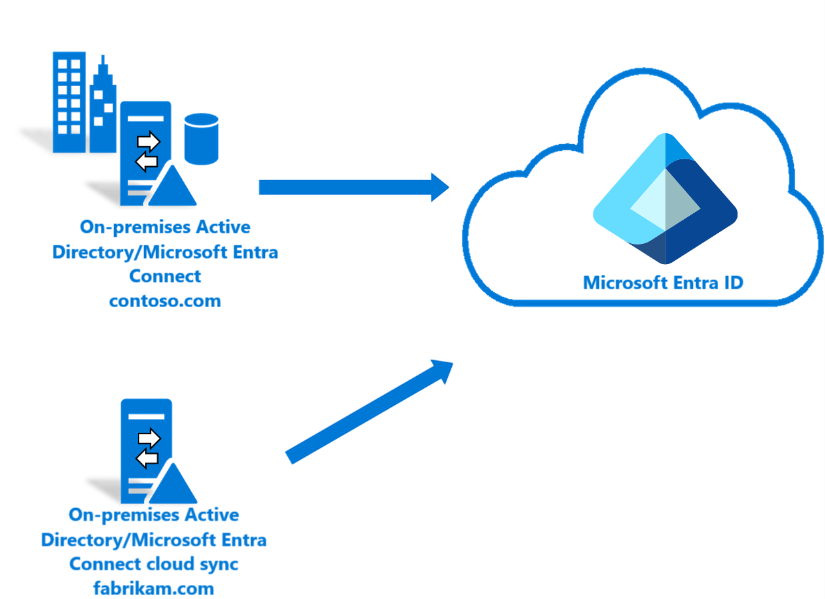 On-premises Active
Directory/Microsoft Entra
Connect
contoso.com
Microsoft Entra ID
On-premises Active
Directory/Microsoft Entra
Connect cloud sync
fabrikam.com